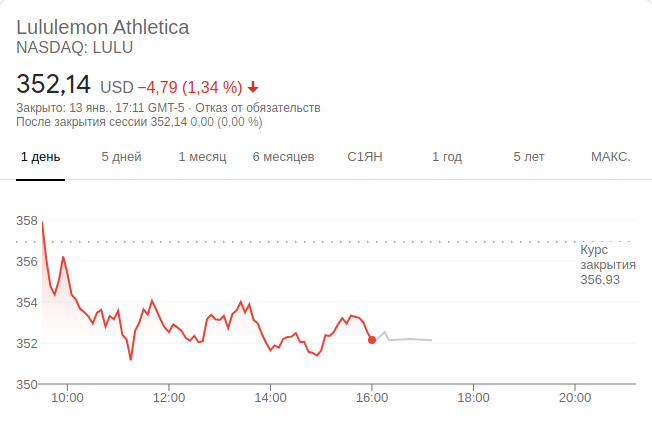 Lululemon Athletica
NASDAQ: LULU
352,14 USD −4,79 (1,34 %)
Закрыто: 13 янв., 17:11 GMT-5 · Отказ от обязательств
После закрытия сессии 352,14 0,00 (0,00 %)
1 день 5 дней 1 месяц 6 месяцев С1ЯН 1 год 5 лет МАКС.
358
Курс
закрытия
356,93
356
354
352
350
10:00 12:00 14:00 16:00 18:00 20:00